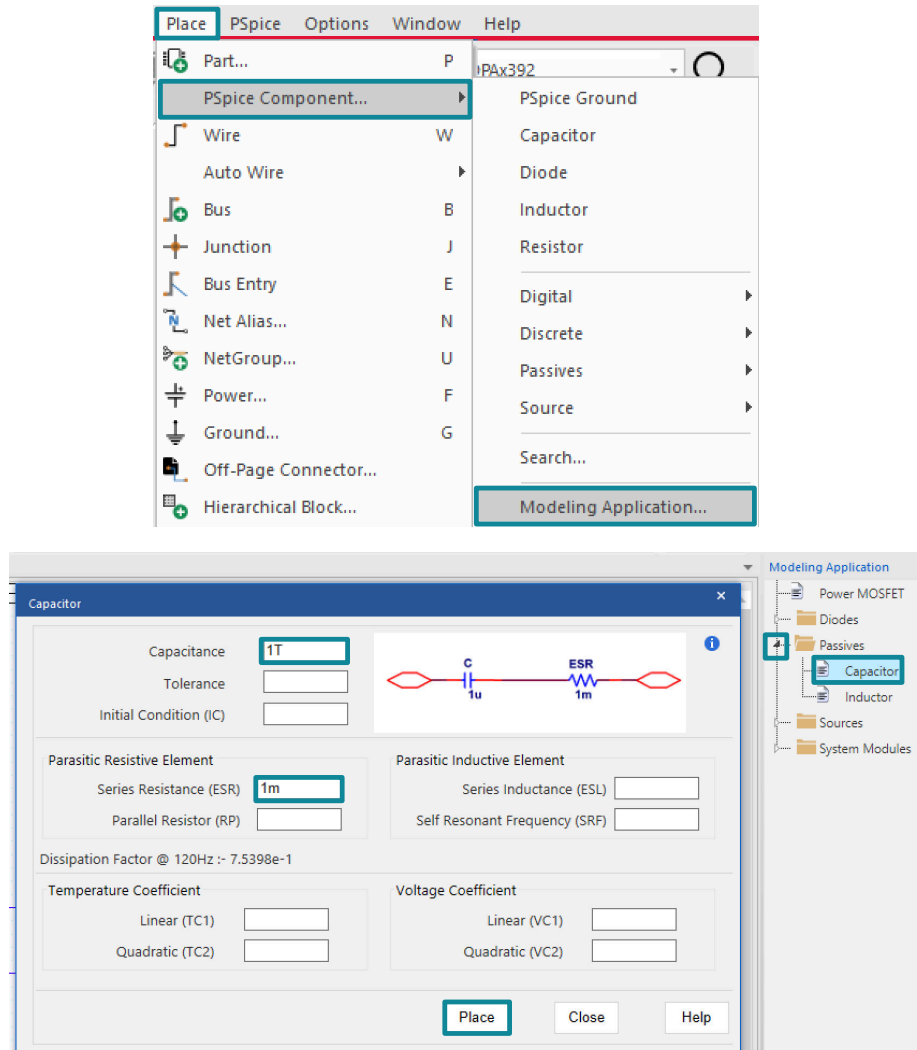 Place PSpice Options Window Help
Part... P
PAx392
PSpice Component...
PSpice Ground
Wire W
Capacitor
Auto Wire
Diode
Bus B
Inductor
Junction J
Resistor
Bus Entry E
Digital
Net Alias... N
Discrete
NetGroup... U
Passives
Power... F
Source
Ground... G
Search...
Off-Page Connector...
Hierarchical Block...
Modeling Application...
Modeling Application
Capacitor ×
Power MOSFET
Diodes
Passives
Capacitor
Inductor
Sources
System Modules
Capacitance 1T
Tolerance
Initial Condition (IC)
C ESR
1u 1m
Parasitic Resistive Element
Series Resistance (ESR) 1m
Parallel Resistor (RP)
Parasitic Inductive Element
Series Inductance (ESL)
Self Resonant Frequency (SRF)
Dissipation Factor @ 120Hz :- 7.5398e-1
Temperature Coefficient
Linear (TC1)
Quadratic (TC2)
Voltage Coefficient
Linear (VC1)
Quadratic (VC2)
Place Close Help